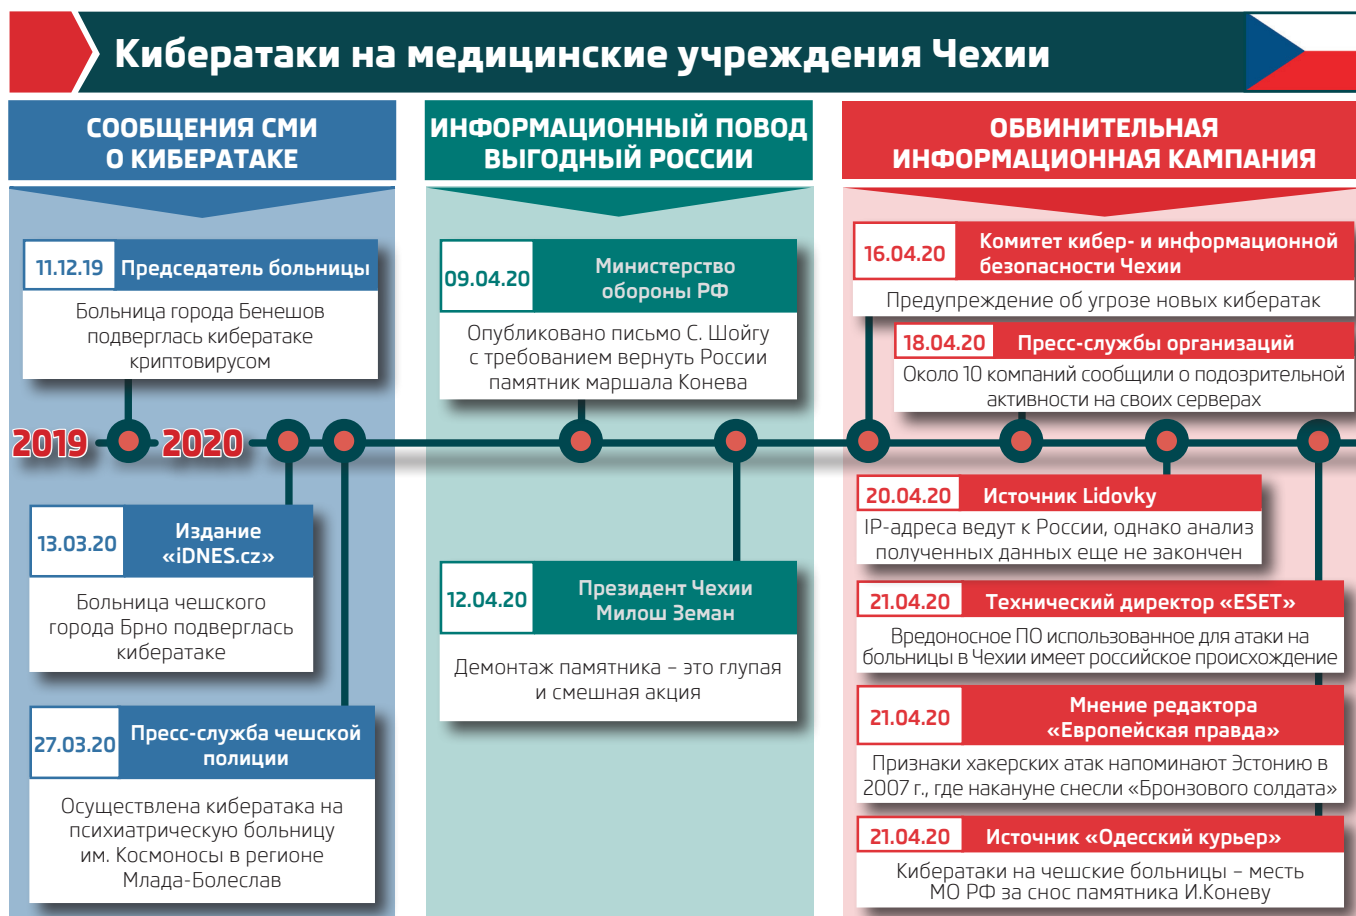 Кибератаки на медицинские учреждения Чехии
СООБЩЕНИЯ СМИ
О КИБЕРАТАКЕ
11.12.19
Председатель больницы
Больница города Бенешов
подверглась кибератаке
криптовирусом
2019
2020
13.03.20
Издание
«iDNES.cz»
Больница чешского
города Брно подверглась
кибератаке
27.03.20
Пресс-служба чешской
полиции
Осуществлена кибератака на
психиатрическую больницу
им. Космоносы в регионе
Млада-Болеслав
ИНФОРМАЦИОННЫЙ ПОВОД
ВЫГОДНЫЙ РОССИИ
09.04.20
Министерство
обороны РФ
Опубликовано письмо С. Шойгу
с требованием вернуть России
памятник маршала Конева
12.04.20
Президент Чехии
Милош Земан
Демонтаж памятника – это глупая
и смешная акция
ОБВИНИТЕЛЬНАЯ
ИНФОРМАЦИОННАЯ КАМПАНИЯ
16.04.20
Комитет кибер- и информационной
безопасности Чехии
Предупреждение об угрозе новых кибератак
18.04.20
Пресс-службы организаций
Около 10 компаний сообщили о подозрительной
активности на своих серверах
20.04.20
Источник Lidovky
IP-адреса ведут к России, однако анализ
полученных данных еще не закончен
21.04.20
Технический директор «ESET»
Вредоносное ПО использованное для атаки на
больницы в Чехии имеет российское происхождение
21.04.20
Мнение редактора
«Европейская правда»
Признаки хакерских атак напоминают Эстонию в
2007 г., где накануне снесли «Бронзового солдата»
21.04.20
Источник «Одесский курьер»
Кибератаки на чешские больницы – месть
МО РФ за снос памятника И.Коневу